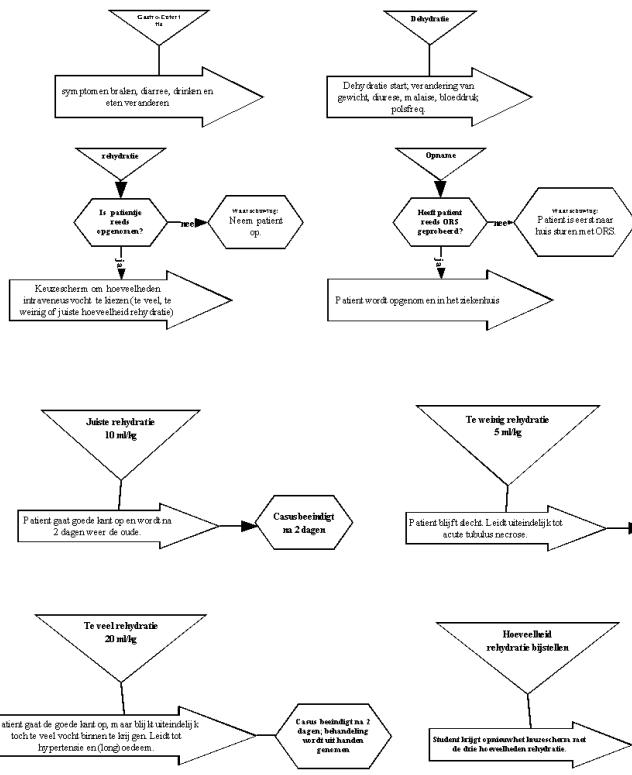 Gastro-Enteri
tis
symptomen braken, diarree, drinken en
eten veranderen
Dehydratie
Dehydratie start; verandering van
gewicht, diurese, malaise, bloeddruk,
polsfreq.
rehydratie
Is patientje
reeds
opgenomen?
nee
Waarschuwing:
Neem patient
op.
ja
Keuzescherm om hoeveelheden
intraveneus vocht te kiezen (te veel, te
weinig of juiste hoeveelheid rehydratie)
Opname
Heeft patient
reeds ORS
geprobeerd?
nee
Waarschuwing:
Patient is eerst naar
huis sturen met ORS.
ja
Patient wordt opgenomen in het ziekenhuis
Juiste rehydratie
10 ml/kg
Patient gaat goede kant op en wordt na
2 dagen weer de oude.
Casus beeindigt
na 2 dagen
Te weinig rehydratie
5 ml/kg
Patient blijft slecht. Leidt uiteindelijk tot
acute tubulus necrose.
Te veel rehydratie
20 ml/kg
atient gaat de goede kant op, maar blijkt uiteindelijk
toch te veel vocht binnen te krijgen. Leidt tot
hypertensie en (long)oedeem.
Casus beeindigt na 2
dagen; behandeling
wordt uit handen
genomen
Hoeveelheid
rehydratie bijstellen
Student krijgt opnieuw het keuzescherm met
de drie hoeveelheden rehydratie.